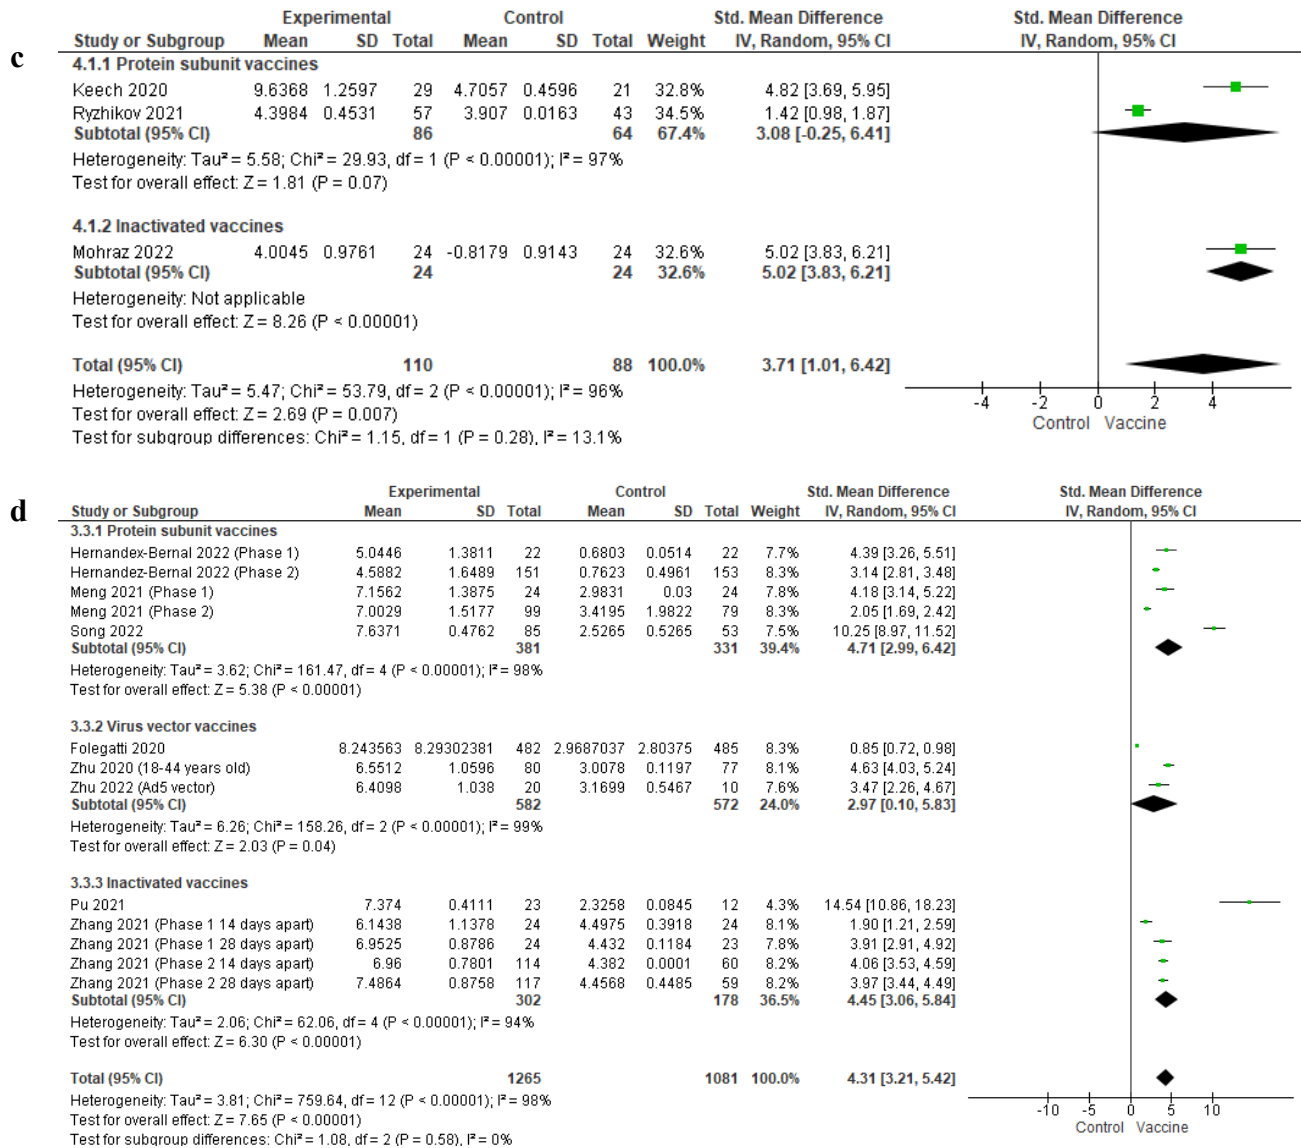 c
Experimental Control Std. Mean Difference Std. Mean Difference
Study or Subgroup Mean SD Total Mean SD Total Weight IV, Random, 95% CI IV, Random, 95% CI
4.1.1 Protein subunit vaccines
Keech 2020 9.6368 1.2597 29 4.7057 0.4596 21 32.8% 4.82 [3.69, 5.95]
Ryzhikov 2021 4.3984 0.4531 57 3.907 0.0163 43 34.5% 1.42 [0.98, 1.87]
Subtotal (95% CI) 86 64 67.4% 3.08 [-0.25, 6.41]
Heterogeneity: Tau² = 5.58; Chi² = 29.93, df = 1 (P < 0.00001); I² = 97%
Test for overall effect: Z = 1.81 (P = 0.07)
4.1.2 Inactivated vaccines
Mohraz 2022 4.0045 0.9761 24 -0.8179 0.9143 24 32.6% 5.02 [3.83, 6.21]
Subtotal (95% CI) 24 24 32.6% 5.02 [3.83, 6.21]
Heterogeneity: Not applicable
Test for overall effect: Z = 8.26 (P < 0.00001)
Total (95% CI) 110 88 100.0% 3.71 [1.01, 6.42]
Heterogeneity: Tau² = 5.47; Chi² = 53.79, df = 2 (P < 0.00001); I² = 96%
Test for overall effect: Z = 2.69 (P = 0.007)
Test for subgroup differences: Chi² = 1.15, df = 1 (P = 0.28), I² = 13.1%
-4 -2 0 2 4
Control Vaccine
d
Experimental Control Std. Mean Difference Std. Mean Difference
Study or Subgroup Mean SD Total Mean SD Total Weight IV, Random, 95% CI IV, Random, 95% CI
3.3.1 Protein subunit vaccines
Hernandez-Bernal 2022 (Phase 1) 5.0446 1.3811 22 0.6803 0.0514 22 7.7% 4.39 [3.26, 5.51]
Hernandez-Bernal 2022 (Phase 2) 4.5882 1.6489 151 0.7623 0.4961 153 8.3% 3.14 [2.81, 3.48]
Meng 2021 (Phase 1) 7.1562 1.3875 24 2.9831 0.03 24 7.8% 4.18 [3.14, 5.22]
Meng 2021 (Phase 2) 7.0029 1.5177 99 3.4195 1.9822 79 8.3% 2.05 [1.69, 2.42]
Song 2022 7.6371 0.4762 85 2.5265 0.5265 53 7.5% 10.25 [8.97, 11.52]
Subtotal (95% CI) 381 331 39.4% 4.71 [2.99, 6.42]
Heterogeneity: Tau² = 3.62; Chi² = 161.47, df = 4 (P < 0.00001); I² = 98%
Test for overall effect: Z = 5.38 (P < 0.00001)
3.3.2 Virus vector vaccines
Folegatti 2020 8.243563 8.29302381 482 2.9687037 2.80375 485 8.3% 0.85 [0.72, 0.98]
Zhu 2020 (18-44 years old) 6.5512 1.0596 80 3.0078 0.1197 77 8.1% 4.63 [4.03, 5.24]
Zhu 2022 (Ad5 vector) 6.4098 1.038 20 3.1699 0.5467 10 7.6% 3.47 [2.26, 4.67]
Subtotal (95% CI) 582 572 24.0% 2.97 [0.10, 5.83]
Heterogeneity: Tau² = 6.26; Chi² = 158.26, df = 2 (P < 0.00001); I² = 99%
Test for overall effect: Z = 2.03 (P = 0.04)
3.3.3 Inactivated vaccines
Pu 2021 7.374 0.4111 23 2.3258 0.0845 12 4.3% 14.54 [10.86, 18.23]
Zhang 2021 (Phase 1 14 days apart) 6.1438 1.1378 24 4.4975 0.3918 24 8.1% 1.90 [1.21, 2.59]
Zhang 2021 (Phase 1 28 days apart) 6.9525 0.8786 24 4.432 0.1184 23 7.8% 3.91 [2.91, 4.92]
Zhang 2021 (Phase 2 14 days apart) 6.96 0.7801 114 4.382 0.0001 60 8.2% 4.06 [3.53, 4.59]
Zhang 2021 (Phase 2 28 days apart) 7.4864 0.8758 117 4.4568 0.4485 59 8.2% 3.97 [3.44, 4.49]
Subtotal (95% CI) 302 178 36.5% 4.45 [3.06, 5.84]
Heterogeneity: Tau² = 2.06; Chi² = 62.06, df = 4 (P < 0.00001); I² = 94%
Test for overall effect: Z = 6.30 (P < 0.00001)
Total (95% CI) 1265 1081 100.0% 4.31 [3.21, 5.42]
Heterogeneity: Tau² = 3.81; Chi² = 759.64, df = 12 (P < 0.00001); I² = 98%
Test for overall effect: Z = 7.65 (P < 0.00001)
Test for subgroup differences: Chi² = 1.08, df = 2 (P = 0.58), I² = 0%
-10 -5 0 5 10
Control Vaccine